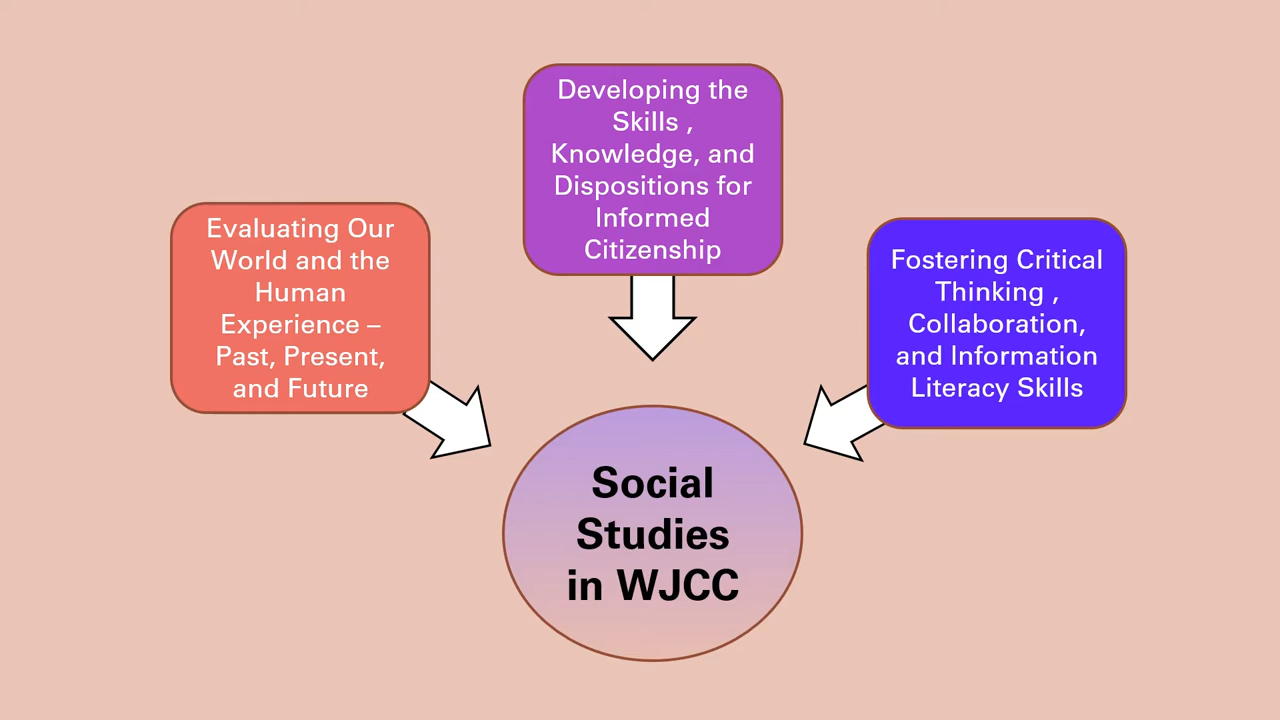 Developing the
Skills ,
Knowledge, and
Dispositions for
Informed
Citizenship
Evaluating Our
World and the
Human
Experience –
Past, Present,
and Future
Fostering Critical
Thinking ,
Collaboration,
and Information
Literacy Skills
Social
Studies
in WJCC